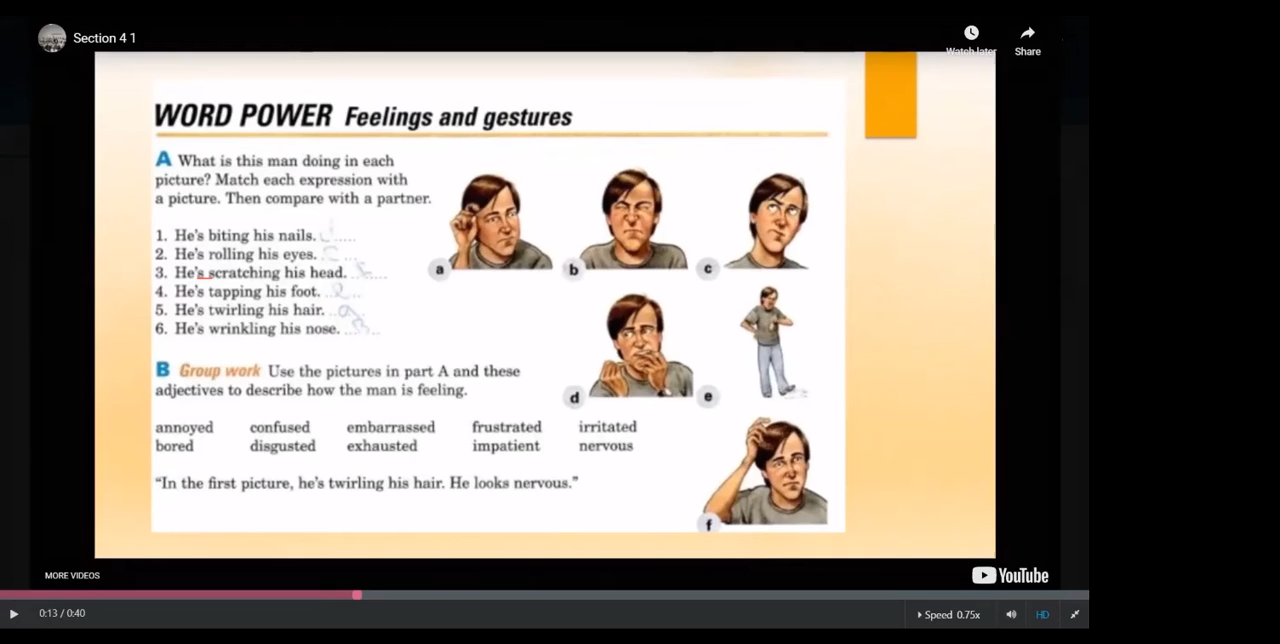 Section 4 1
Watch later
Share
WORD POWER Feelings and gestures
A What is this man doing in each
picture? Match each expression with
a picture. Then compare with a partner.
1. He's biting his nails. ......
2. He's rolling his eyes. ......
3. He's scratching his head. ......
4. He's tapping his foot. ......
5. He's twirling his hair. ......
6. He's wrinkling his nose. ......
a
b
c
d
e
f
B Group work Use the pictures in part A and these
adjectives to describe how the man is feeling.
annoyed confused embarrassed frustrated irritated
bored disgusted exhausted impatient nervous
"In the first picture, he's twirling his hair. He looks nervous."
MORE VIDEOS
YouTube
0:13 / 0:40
Speed 0.75x
HD